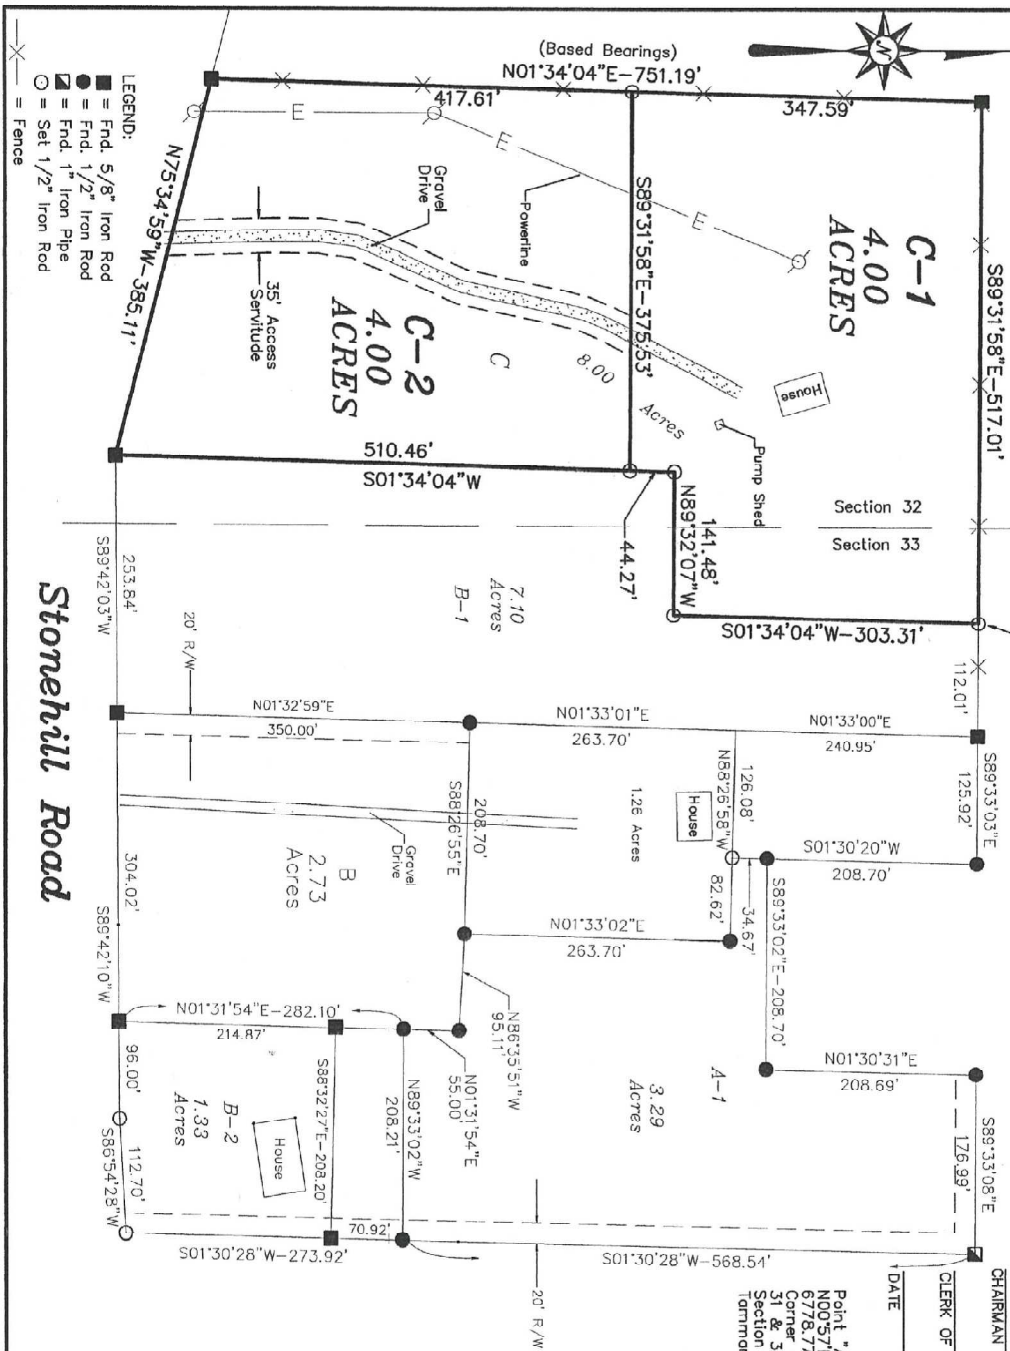 (Based Bearings)
N01°34'04"E-751.19'
417.61'
347.59'
N
LEGEND:
= Fnd. 5/8" Iron Rod
= Fnd. 1/2" Iron Rod
= Fnd. 1" Iron Pipe
= Set 1/2" Iron Rod
= Fence
E
E
E
E
Powerline
Gravel
Drive
N75°34'59"W-385.11'
35' Access
Servitude
S89°31'58"E-375.53'
S89°31'58"E-517.01'
C-1
4.00
ACRES
C-2
4.00
ACRES
C
8.00
Acres
House
Pump Shed
510.46'
S01°34'04"W
44.27'
141.48'
N89°32'07"W
Section 32
Section 33
S01°34'04"W-303.31'
7.10
Acres
B-1
253.84'
S89°42'03"W
20' R/W
Stonehill Road
112.01'
N01°32'59"E
350.00'
N01°33'01"E
263.70'
N01°33'00"E
240.95'
S89°33'03"E
125.92'
126.08'
N88°26'58"W
House
1.26 Acres
208.70'
S88°26'55"E
Gravel
Drive
B
2.73
Acres
S01°30'20"W
208.70'
82.62'
34.67'
S89°33'02"E-208.70'
N01°33'02"E
263.70'
304.02'
S89°42'10"W
N01°31'54"E-282.10'
214.87'
N86°35'51"W
95.11'
N01°31'54"E
55.00'
N01°30'31"E
208.69'
A-1
3.29
Acres
S89°33'08"E
176.99'
96.00'
112.70'
S86°54'28"W
B-2
1.33
Acres
House
S88°32'27"E-208.20'
N89°33'02"W
208.21'
70.92'
S01°30'28"W-273.92'
S01°30'28"W-568.54'
20' R/W
CHAIRMAN
CLERK OF
DATE
Point "
N00°57'
6778.77
Corner
31 & 3
Section
Tammar